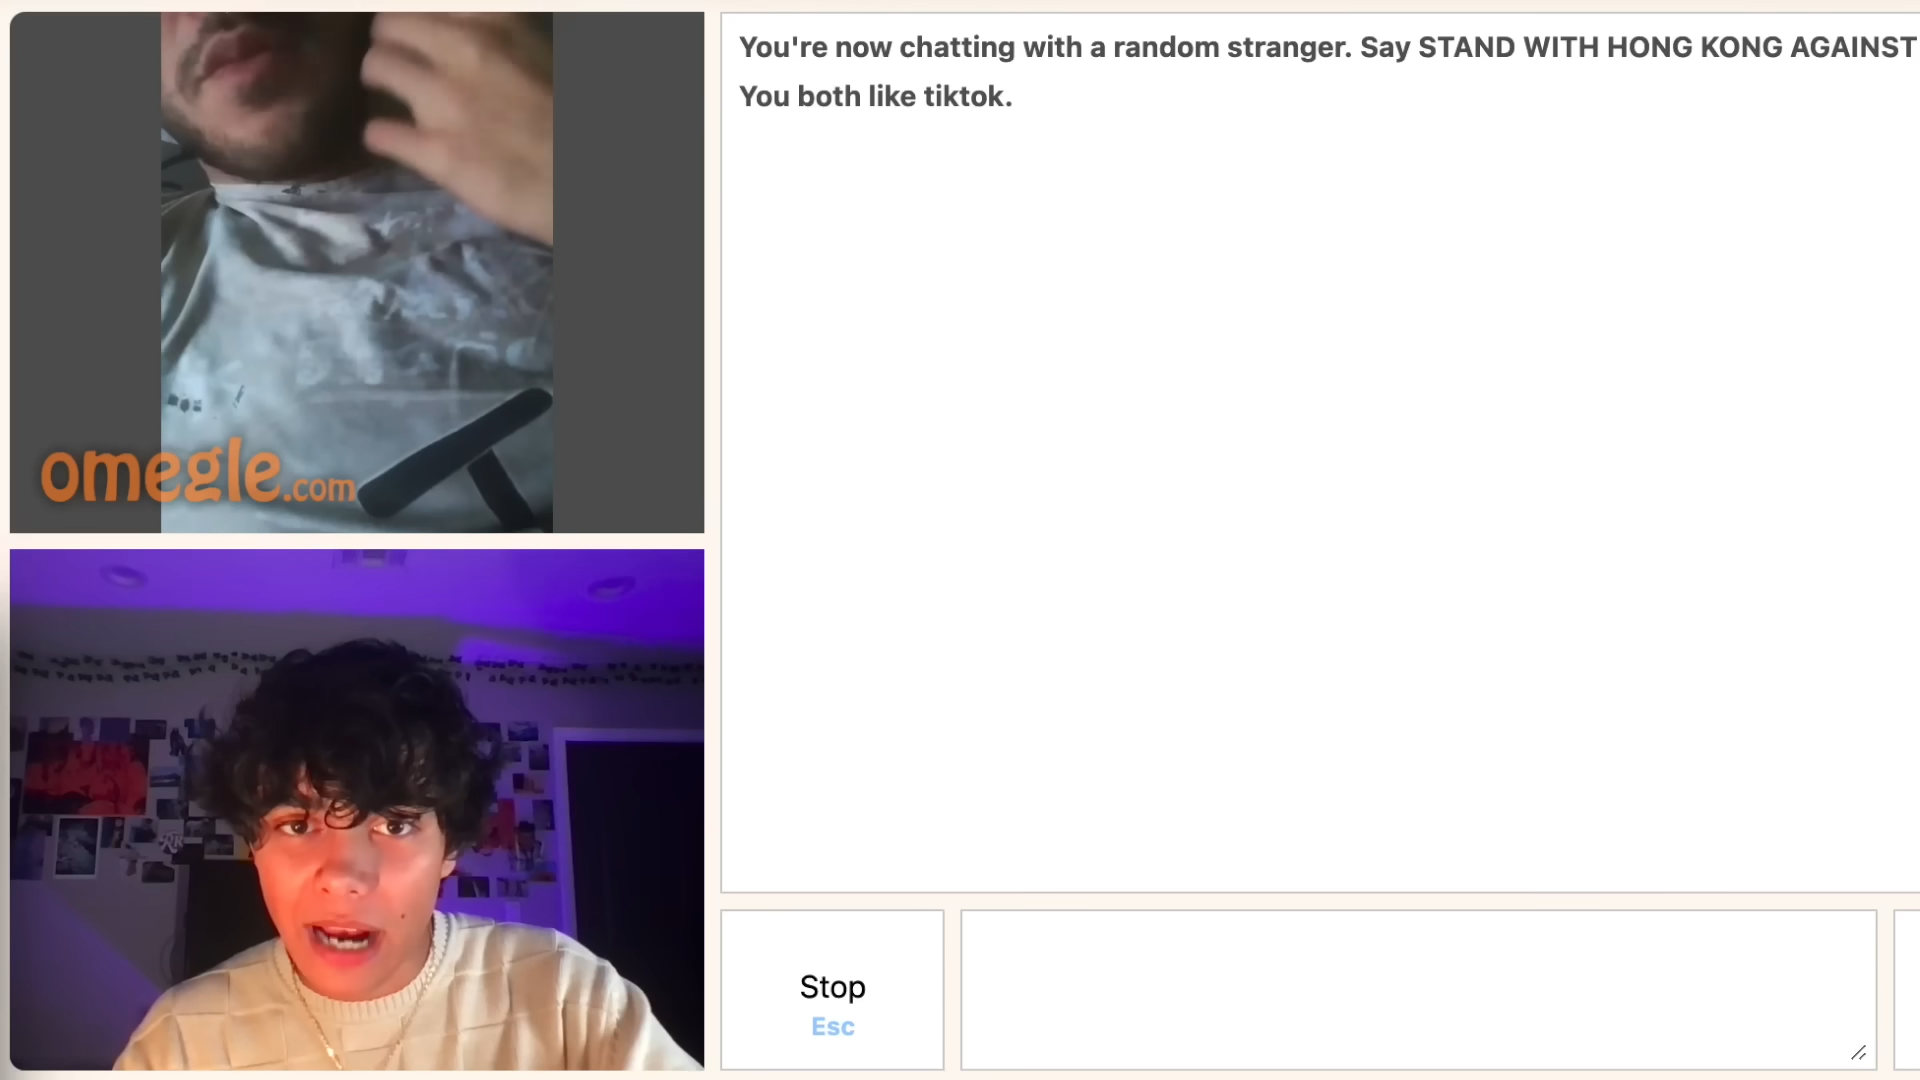 You're now chatting with a random stranger. Say STAND WITH HONG KONG AGAINST
You both like tiktok.
omegle.com
Stop
Esc